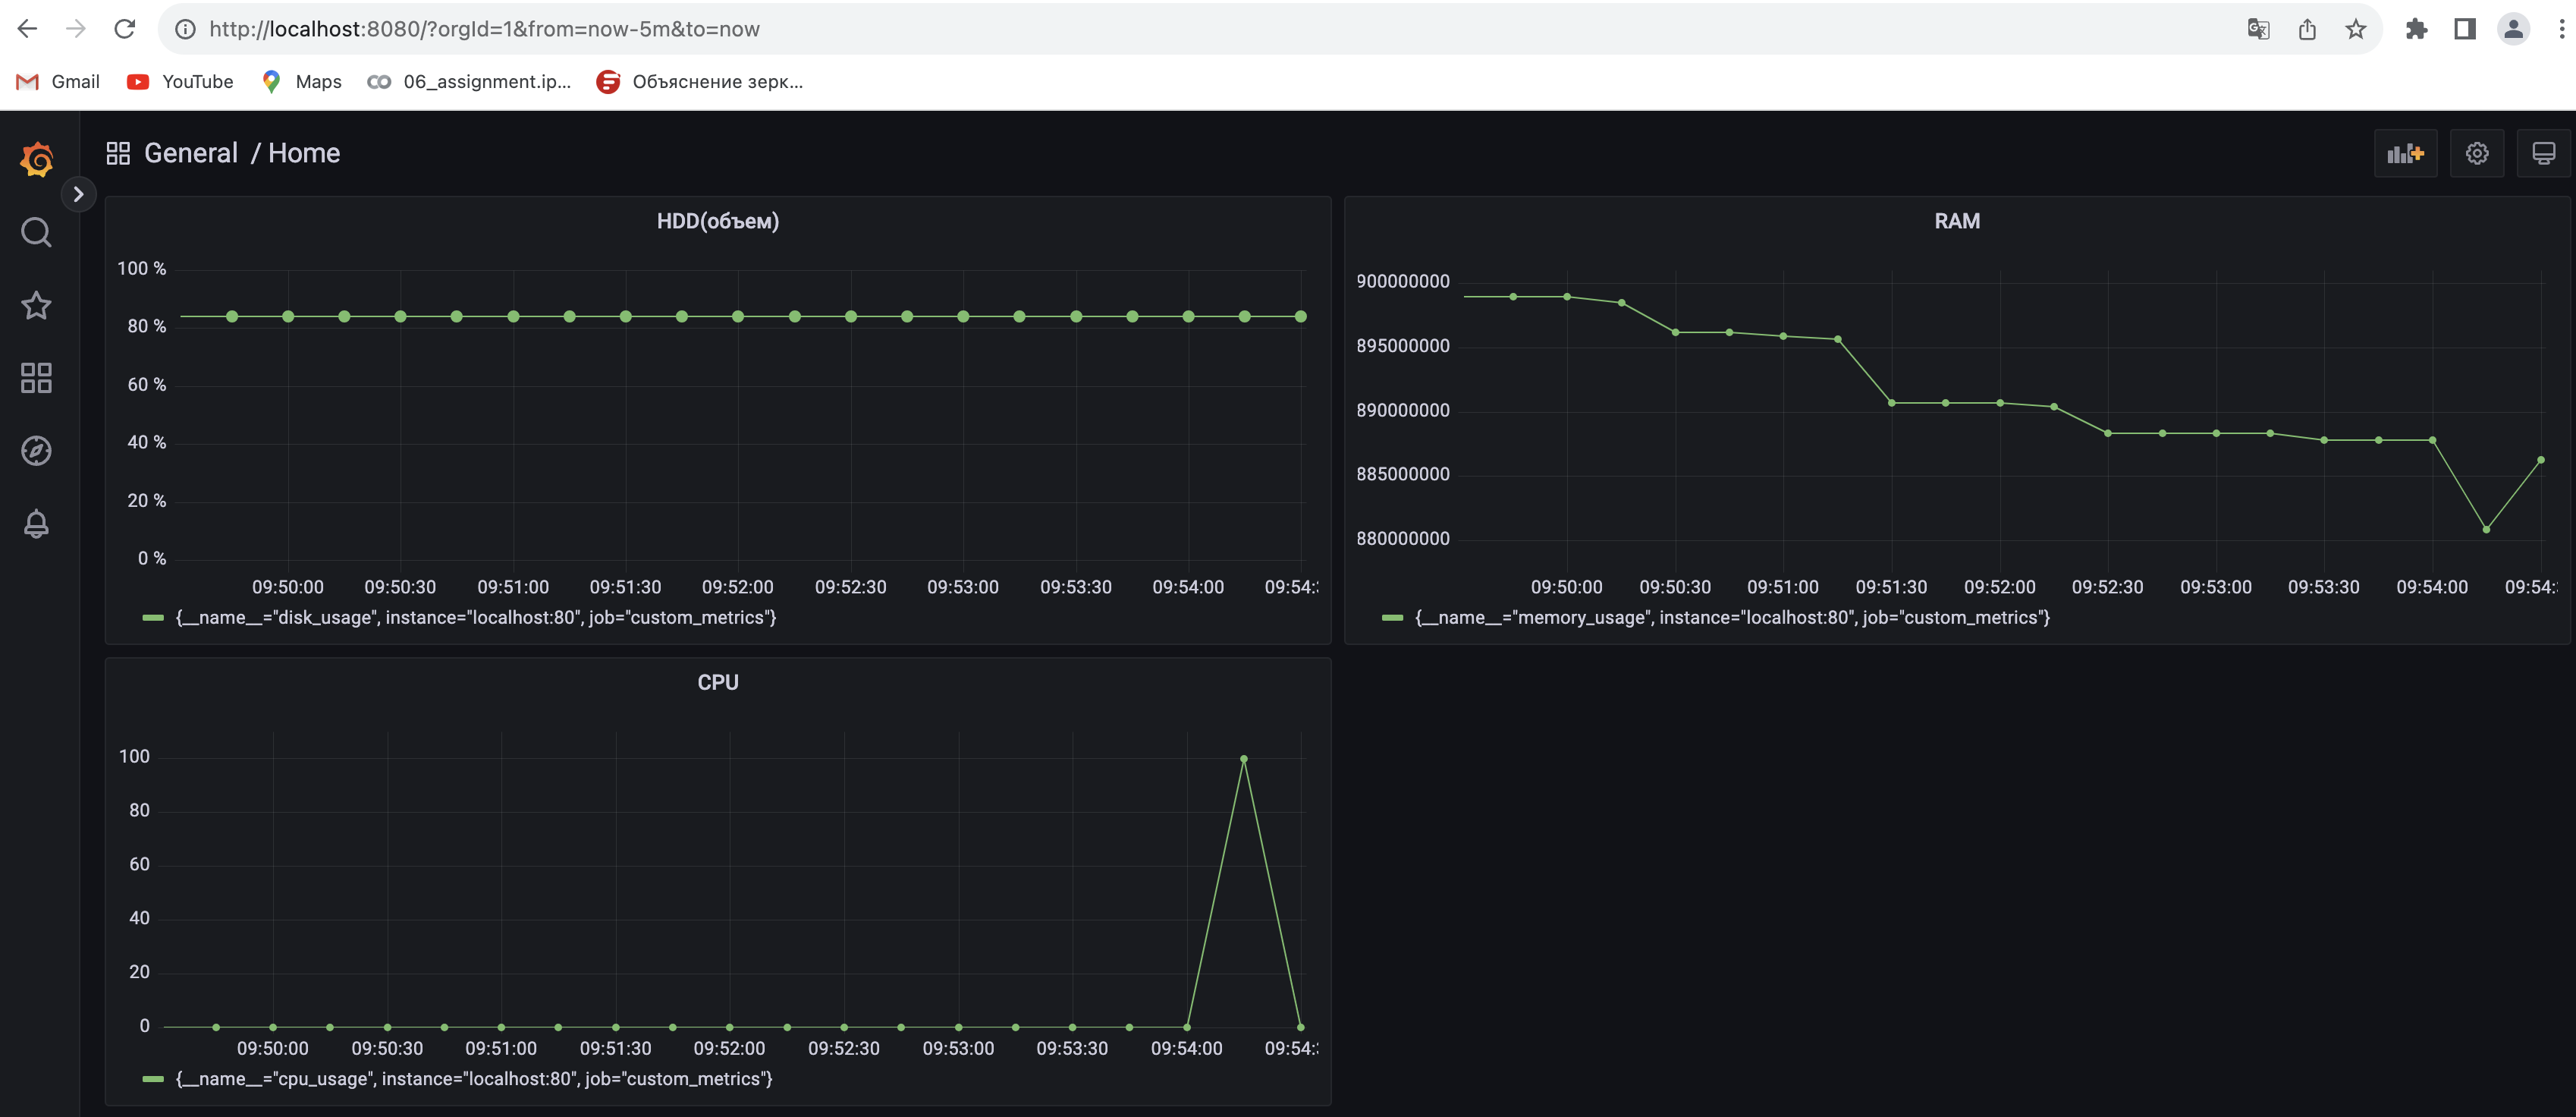 http://localhost:8080/?orgId=1&from=now-5m&to=now
Gmail YouTube Maps 06_assignment.ip... Объяснение зерк...
General / Home
HDD(объем)
100 %
80 %
60 %
40 %
20 %
0 %
09:50:00 09:50:30 09:51:00 09:51:30 09:52:00 09:52:30 09:53:00 09:53:30 09:54:00 09:54:
{__name__="disk_usage", instance="localhost:80", job="custom_metrics"}
RAM
900000000
895000000
890000000
885000000
880000000
09:50:00 09:50:30 09:51:00 09:51:30 09:52:00 09:52:30 09:53:00 09:53:30 09:54:00 09:54:
{__name__="memory_usage", instance="localhost:80", job="custom_metrics"}
CPU
100
80
60
40
20
0
09:50:00 09:50:30 09:51:00 09:51:30 09:52:00 09:52:30 09:53:00 09:53:30 09:54:00 09:54:
{__name__="cpu_usage", instance="localhost:80", job="custom_metrics"}